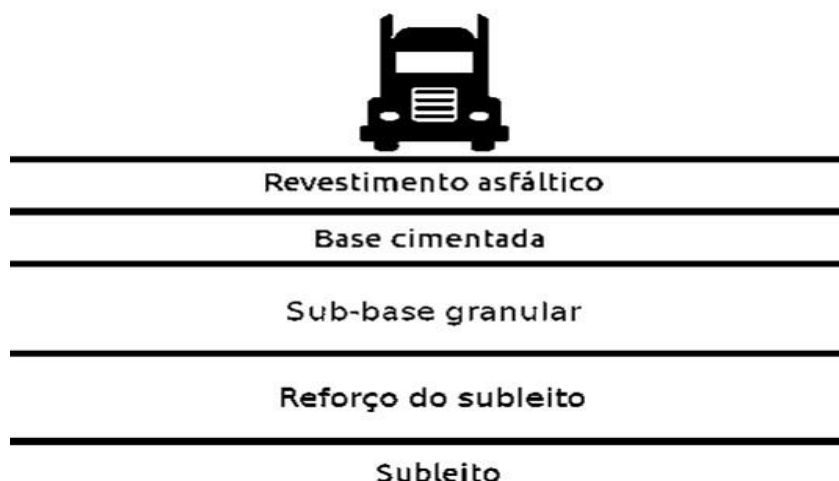 Revestimento asfáltico
Base cimentada
Sub-base granular
Reforço do subleito
Subleito